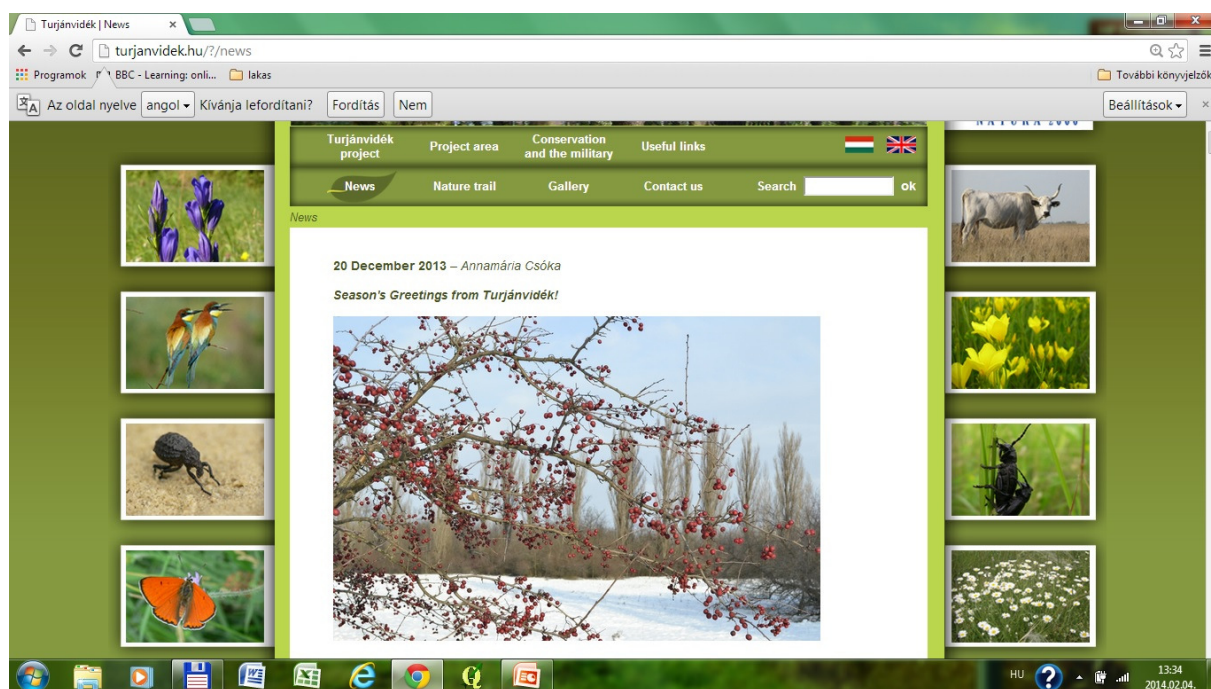 Turjánvidék | News
turjanvidek.hu/?/news
Programok BBC - Learning: onli... lakas További könyvjelzők
Az oldal nyelve angol Kívánja lefordítani? Fordítás Nem Beállítások
NATURA 2000
Turjánvidék project
Project area
Conservation and the military
Useful links
News Nature trail Gallery Contact us Search ok
News
20 December 2013 – Annamária Csóka
Season's Greetings from Turjánvidék!
HU 13:34
2014.02.04.